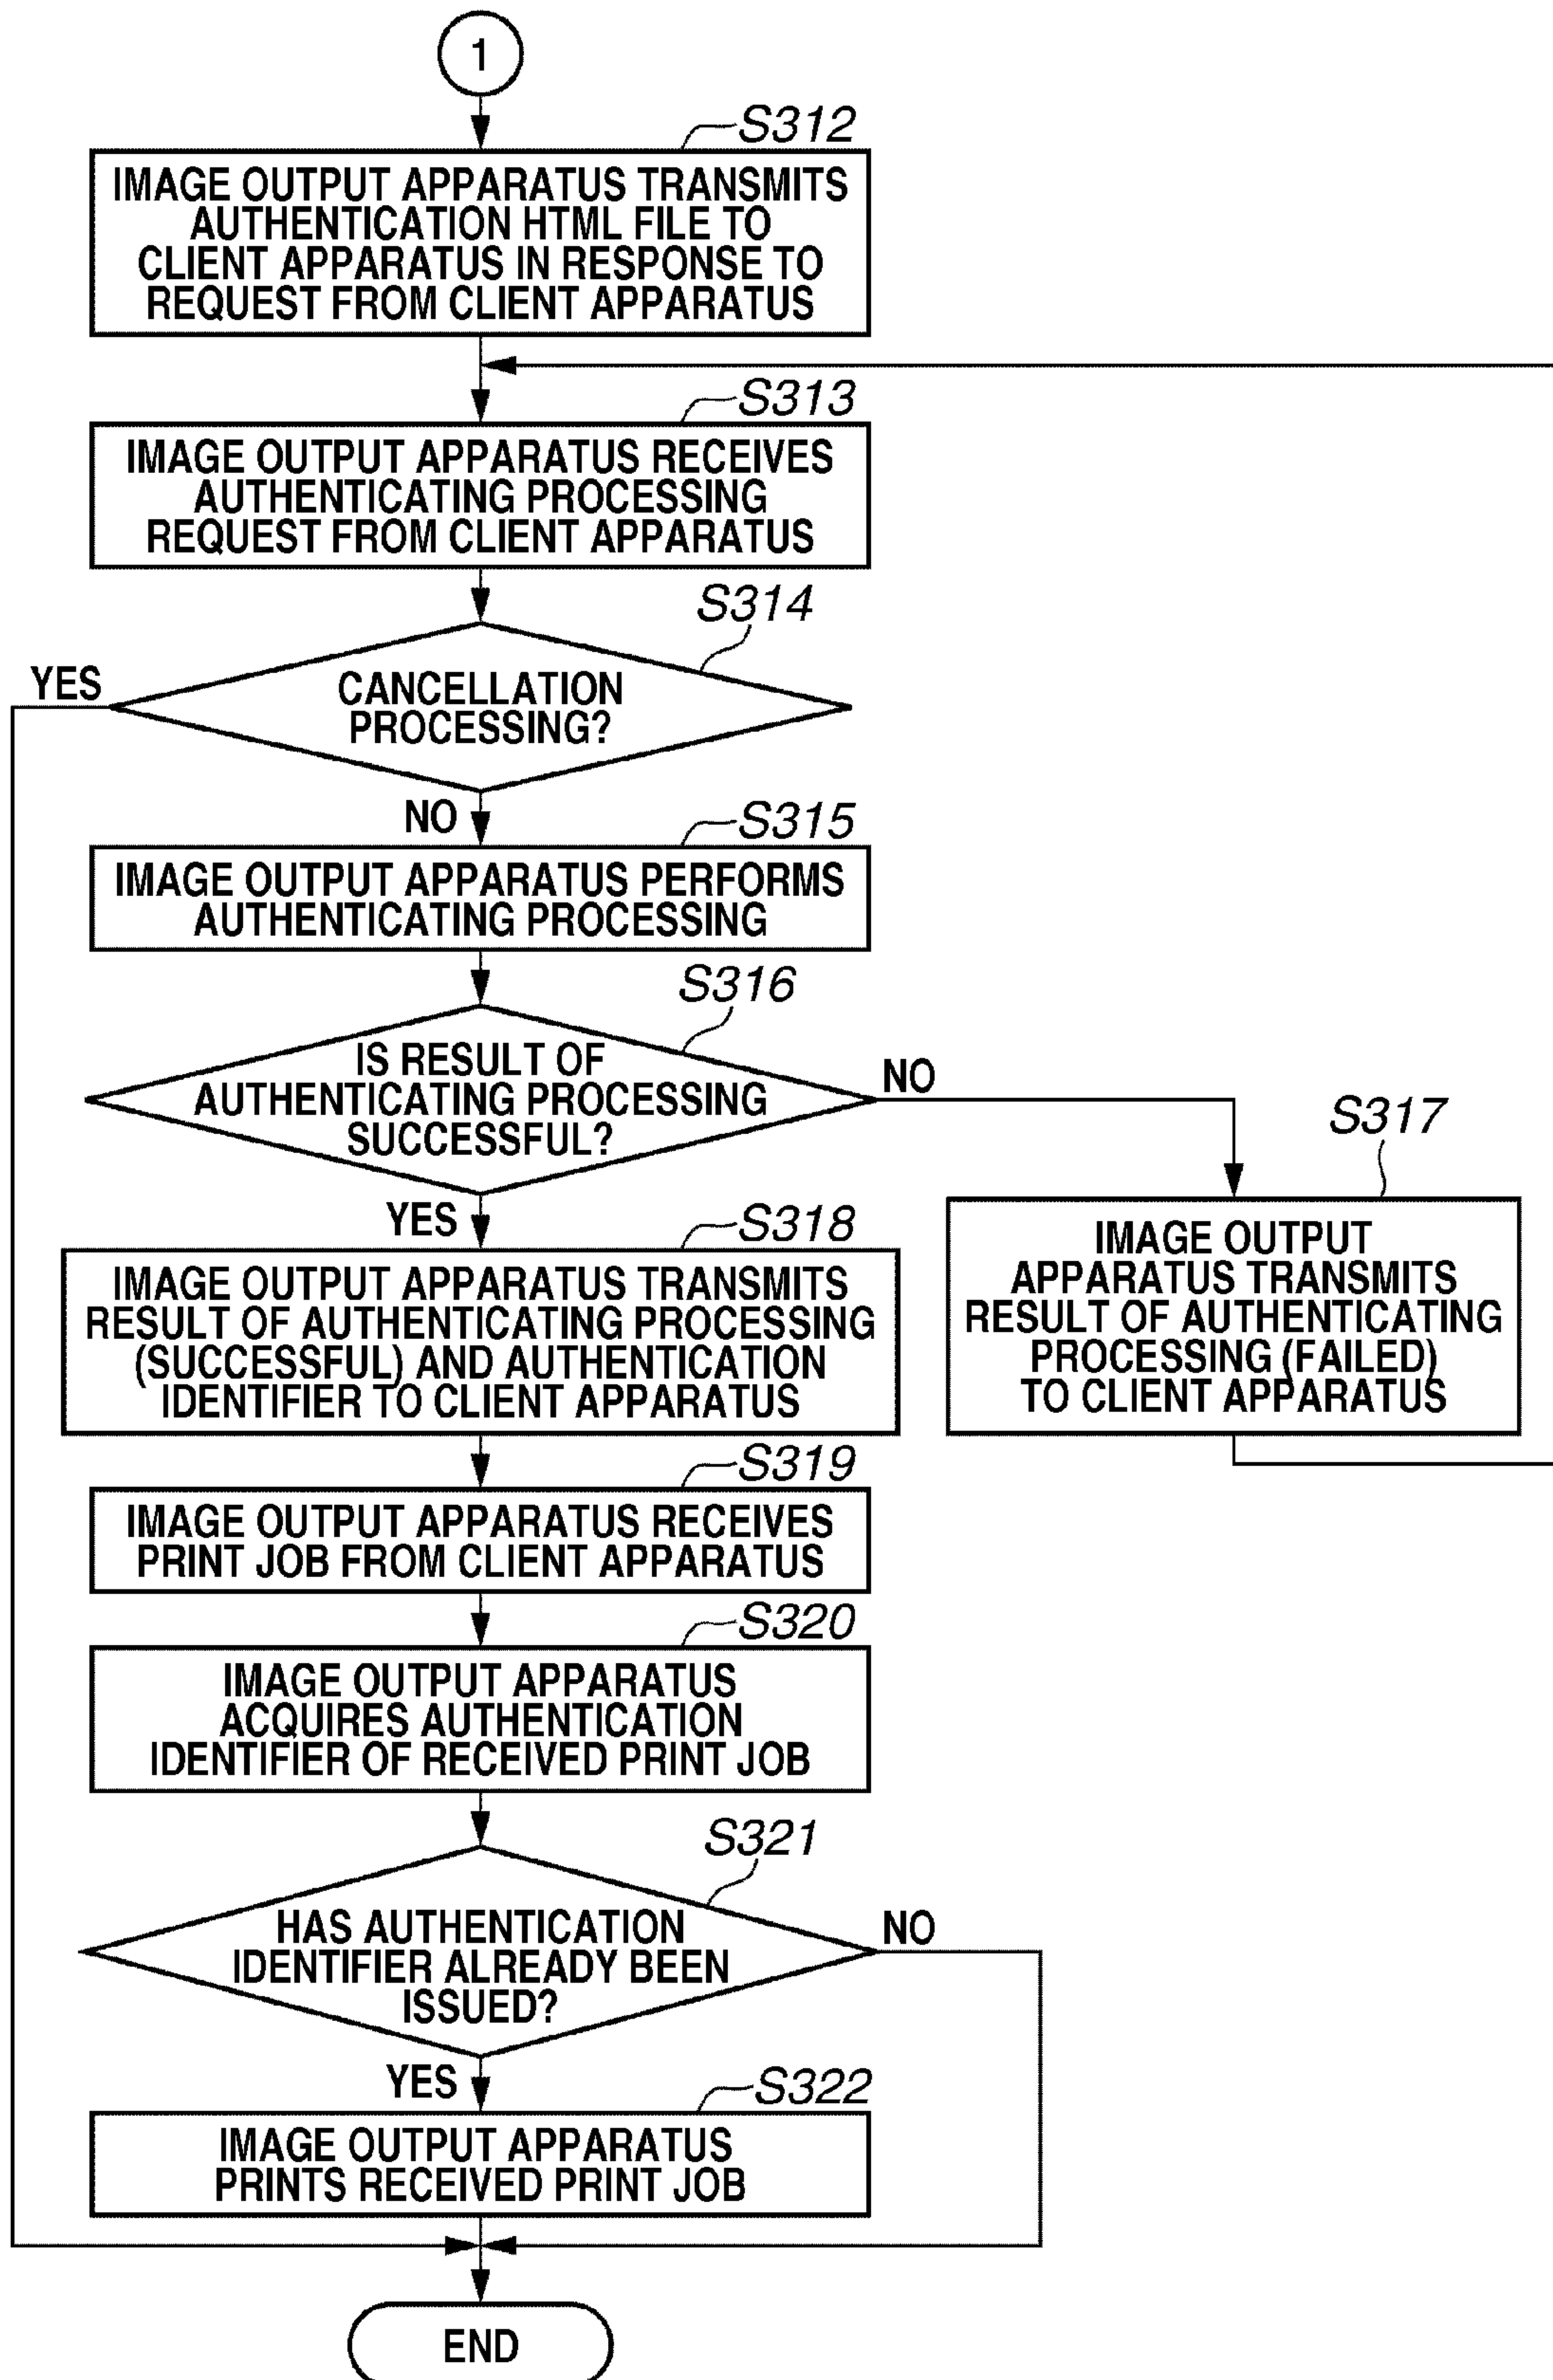 1
S312
IMAGE OUTPUT APPARATUS TRANSMITS
AUTHENTICATION HTML FILE TO
CLIENT APPARATUS IN RESPONSE TO
REQUEST FROM CLIENT APPARATUS
S313
IMAGE OUTPUT APPARATUS RECEIVES
AUTHENTICATING PROCESSING
REQUEST FROM CLIENT APPARATUS
S314
YES
CANCELLATION
PROCESSING?
NO
S315
IMAGE OUTPUT APPARATUS PERFORMS
AUTHENTICATING PROCESSING
S316
IS RESULT OF
AUTHENTICATING PROCESSING
SUCCESSFUL?
NO
S317
IMAGE OUTPUT
APPARATUS TRANSMITS
RESULT OF AUTHENTICATING
PROCESSING (FAILED)
TO CLIENT APPARATUS
YES
S318
IMAGE OUTPUT APPARATUS TRANSMITS
RESULT OF AUTHENTICATING PROCESSING
(SUCCESSFUL) AND AUTHENTICATION
IDENTIFIER TO CLIENT APPARATUS
S319
IMAGE OUTPUT APPARATUS RECEIVES
PRINT JOB FROM CLIENT APPARATUS
S320
IMAGE OUTPUT APPARATUS
ACQUIRES AUTHENTICATION
IDENTIFIER OF RECEIVED PRINT JOB
S321
HAS AUTHENTICATION
IDENTIFIER ALREADY BEEN
ISSUED?
NO
YES
S322
IMAGE OUTPUT APPARATUS
PRINTS RECEIVED PRINT JOB
END